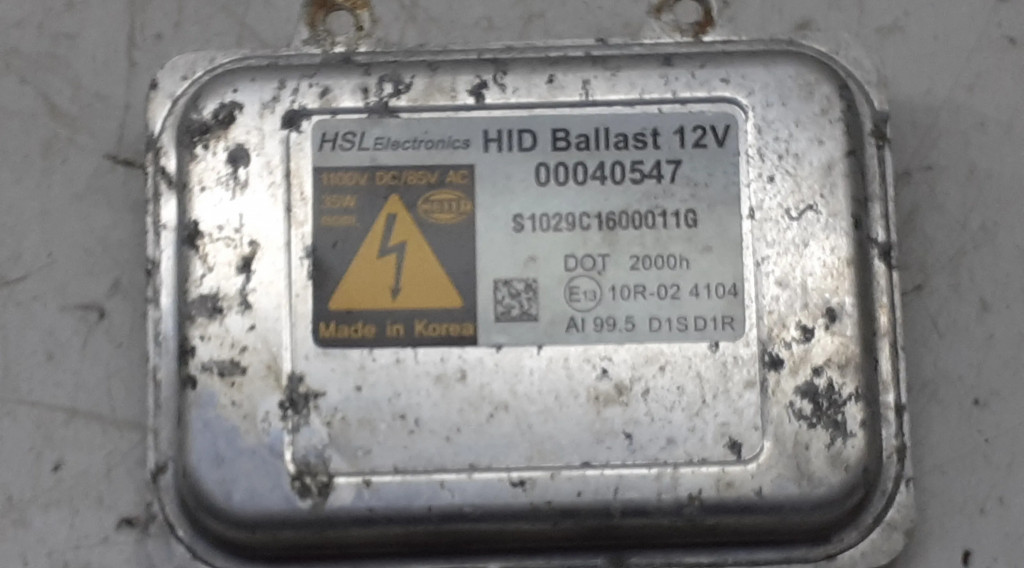 HSL Electronics HID Ballast 12V
00040547
1100V DC/85V AC
35W
HELLA
S1029C1600011G
DOT 2000h
E13 10R-02 4104
AI 99.5 D1S D1R
Made in Korea